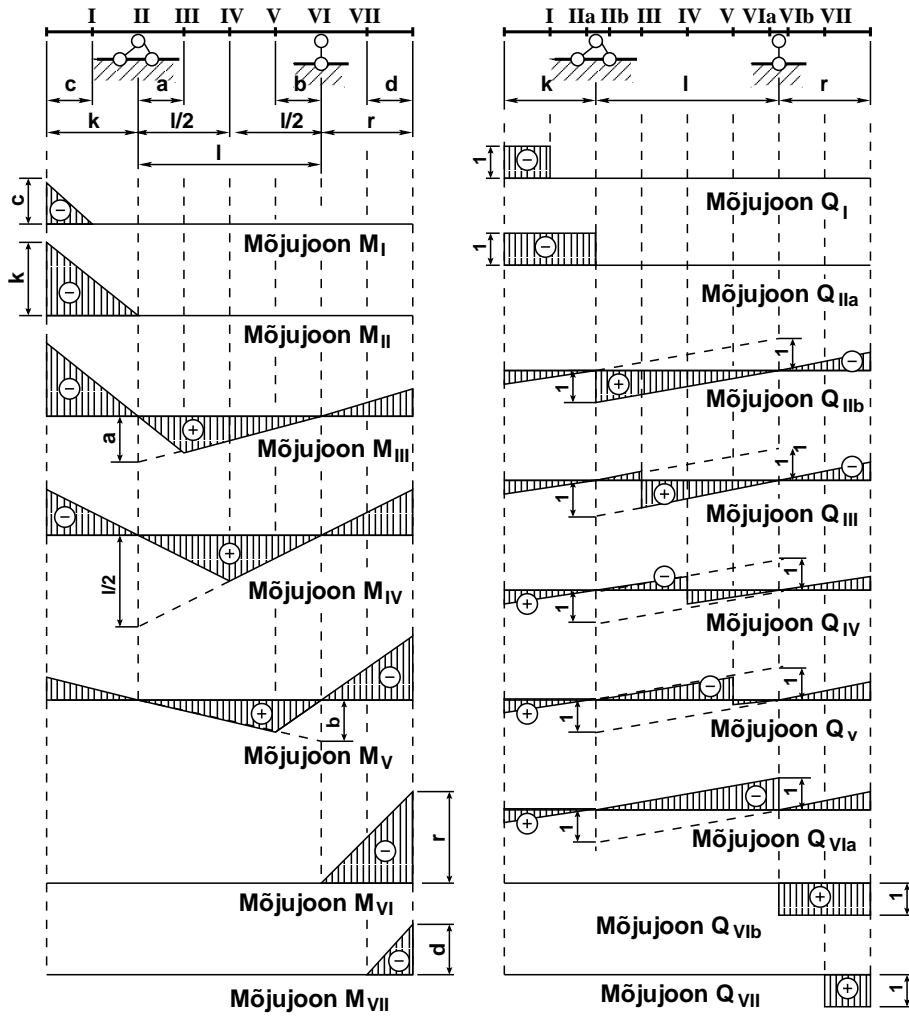 I II III IV V VI VII
c a b d
k l/2 l/2 r
l
c
Mõjujoon M_I
k
Mõjujoon M_II
a
Mõjujoon M_III
l/2
Mõjujoon M_IV
b
Mõjujoon M_V
r
Mõjujoon M_VI
d
Mõjujoon M_VII
I IIa IIb III IV V VIa VIb VII
k l r
1
Mõjujoon Q_I
1
Mõjujoon Q_IIa
1 1
Mõjujoon Q_IIb
1 1 1
Mõjujoon Q_III
1 1
Mõjujoon Q_IV
1 1
Mõjujoon Q_v
1 1
Mõjujoon Q_VIa
1
Mõjujoon Q_VIb
1
Mõjujoon Q_VII